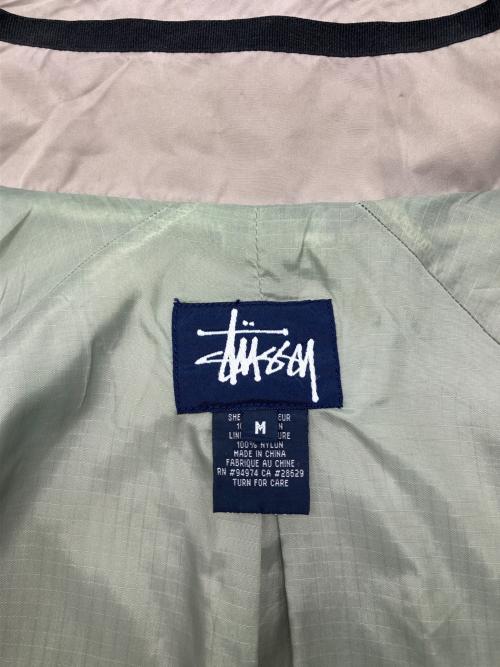 Stüssy
M
100% NYLON
MADE IN CHINA
FABRIQUE AU CHINE
RN #94974 CA #28629
TURN FOR CARE